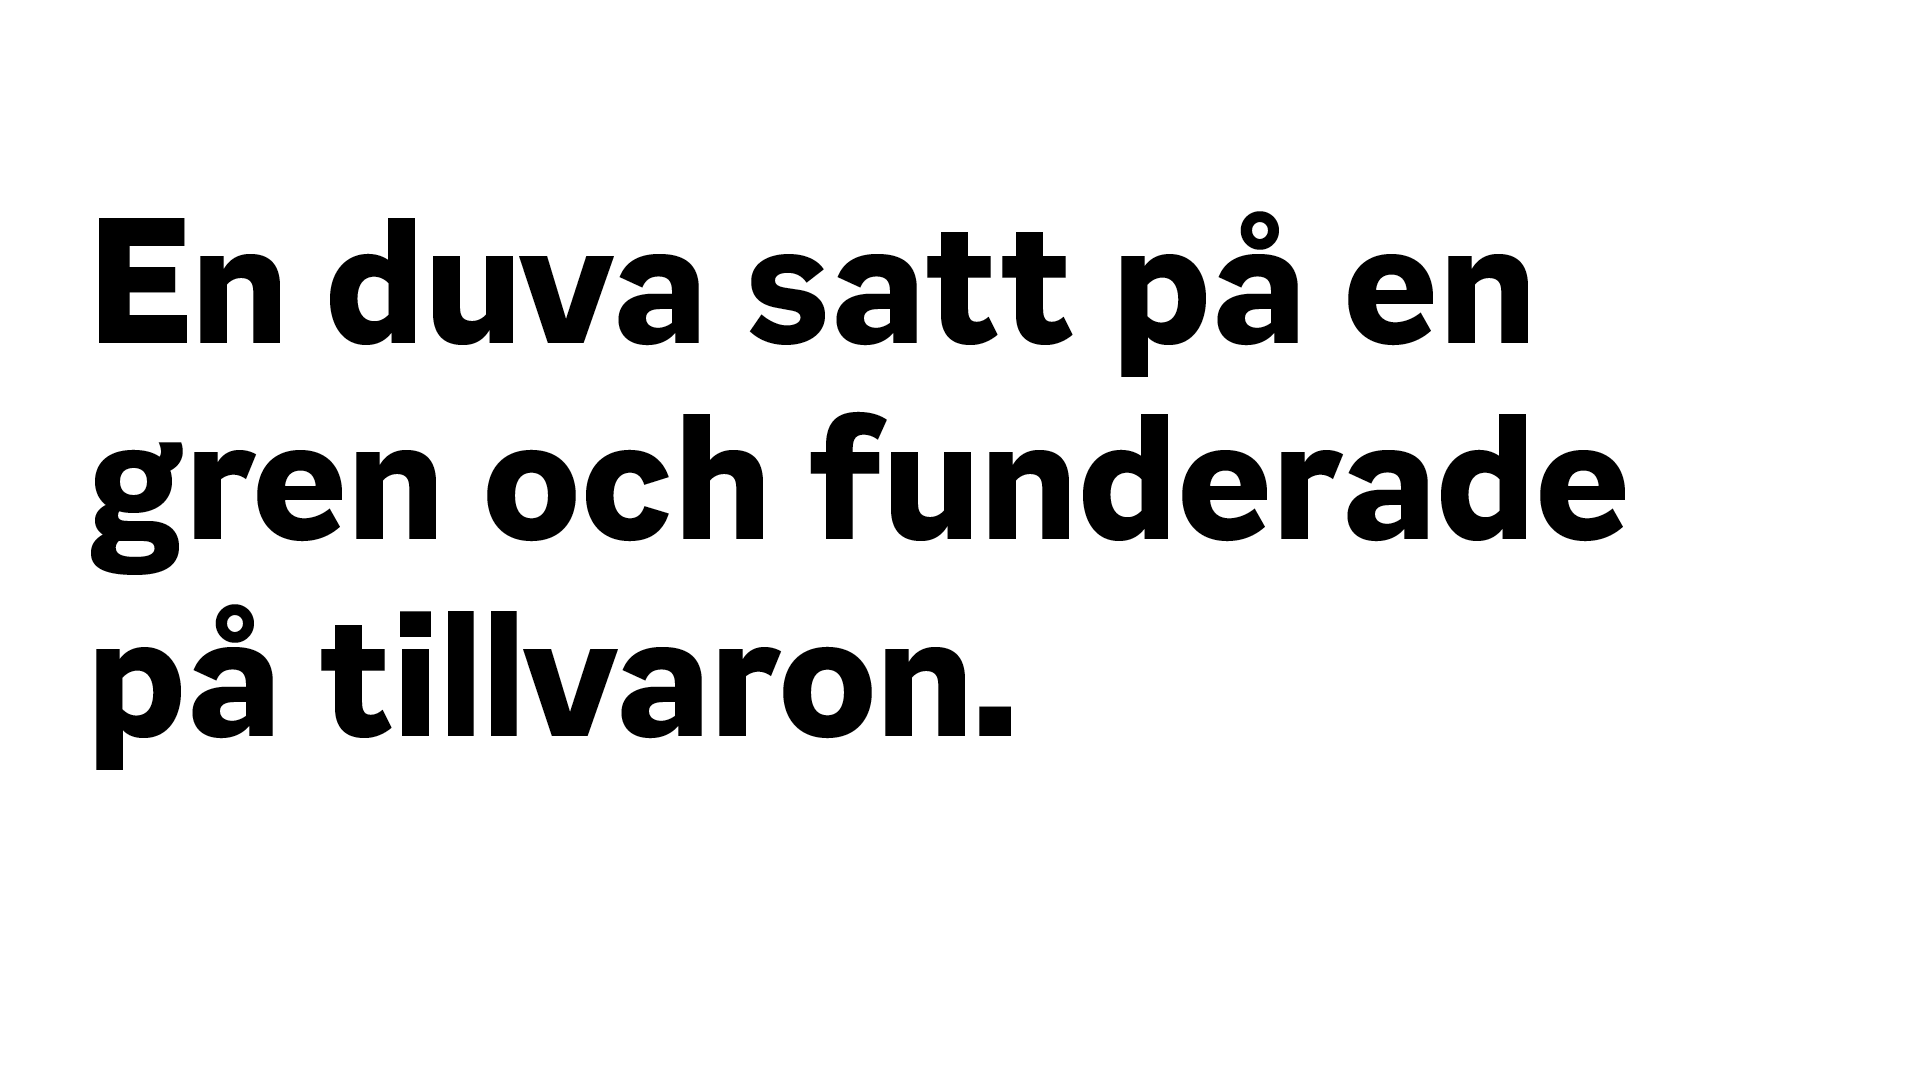 En duva satt på en
gren och funderade
på tillvaron.